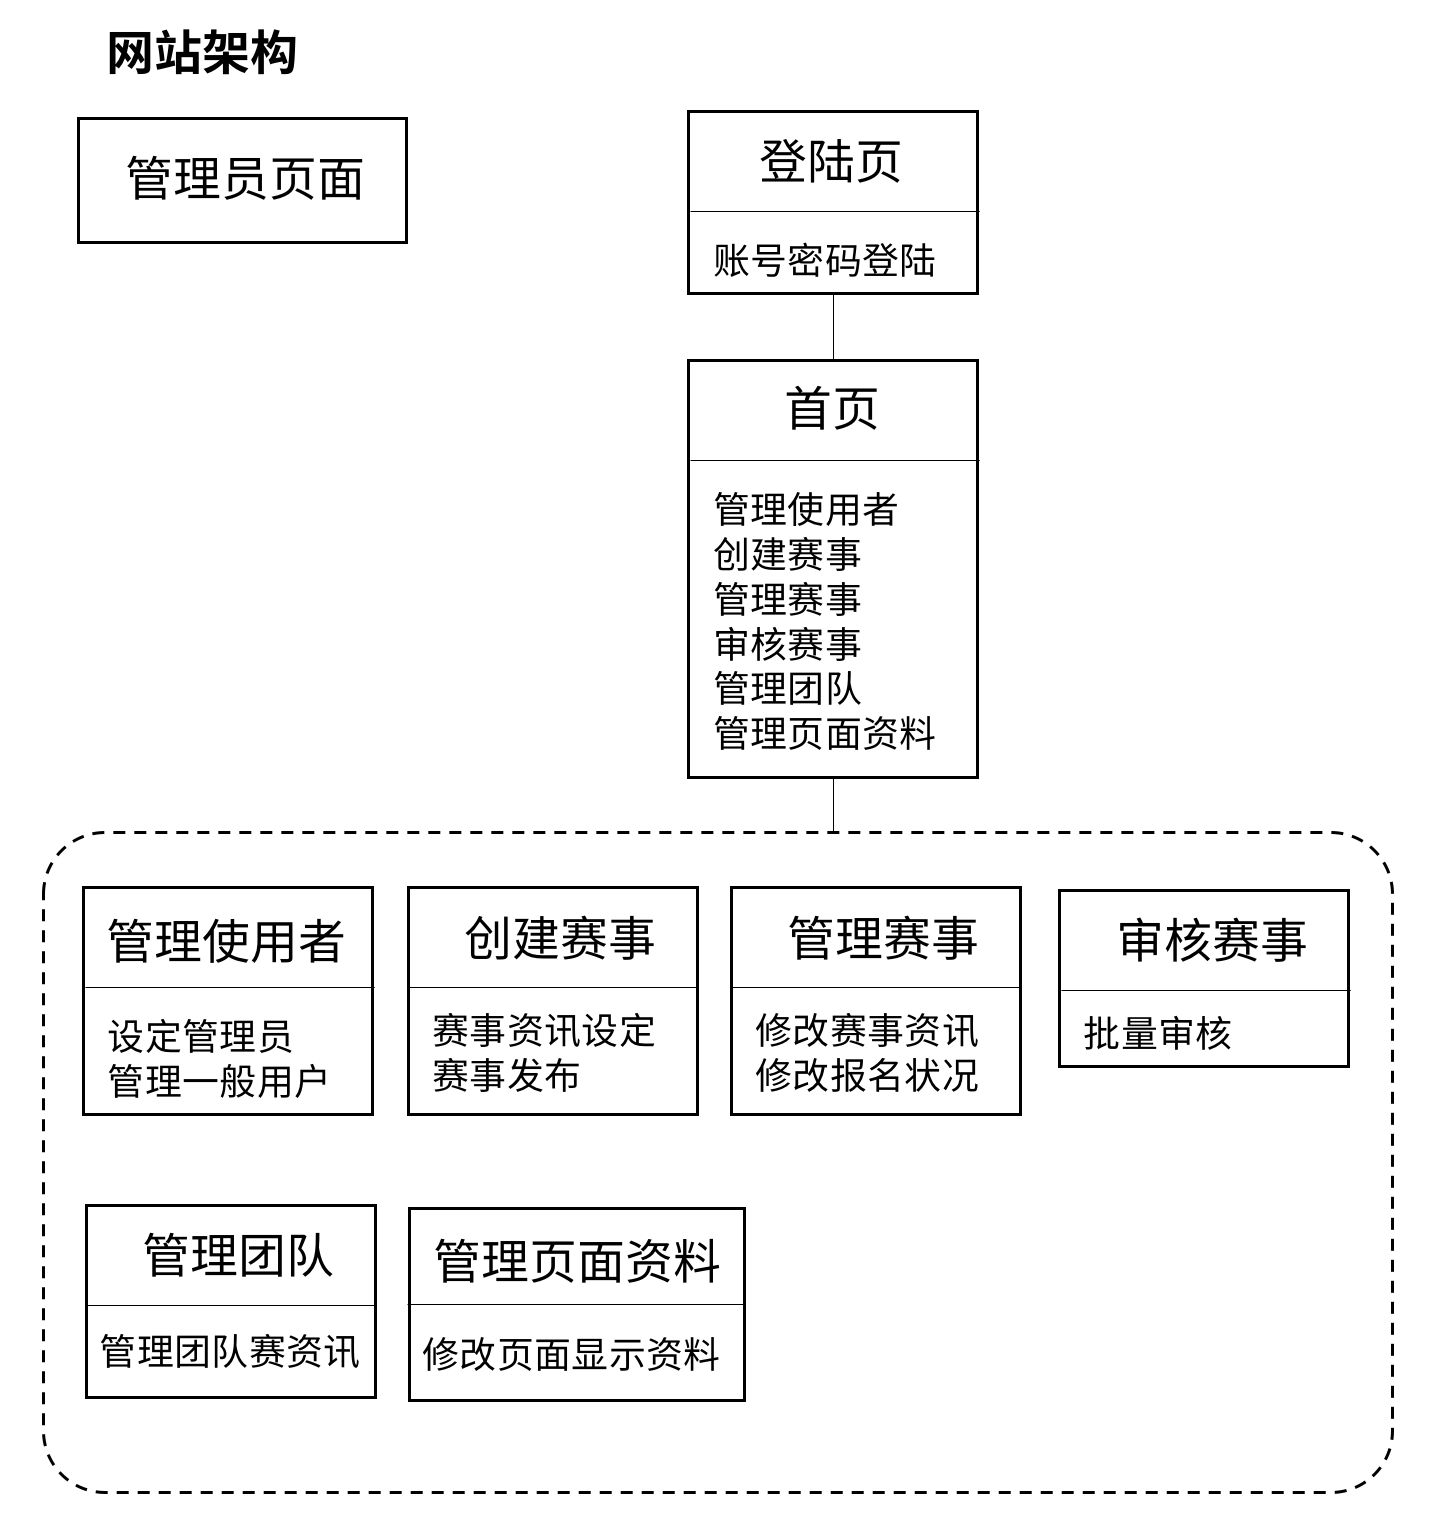 网站架构
管理员页面
登陆页
账号密码登陆
首页
管理使用者
创建赛事
管理赛事
审核赛事
管理团队
管理页面资料
管理使用者
设定管理员
管理一般用户
创建赛事
赛事资讯设定
赛事发布
管理赛事
修改赛事资讯
修改报名状况
审核赛事
批量审核
管理团队
管理团队赛资讯
管理页面资料
修改页面显示资料